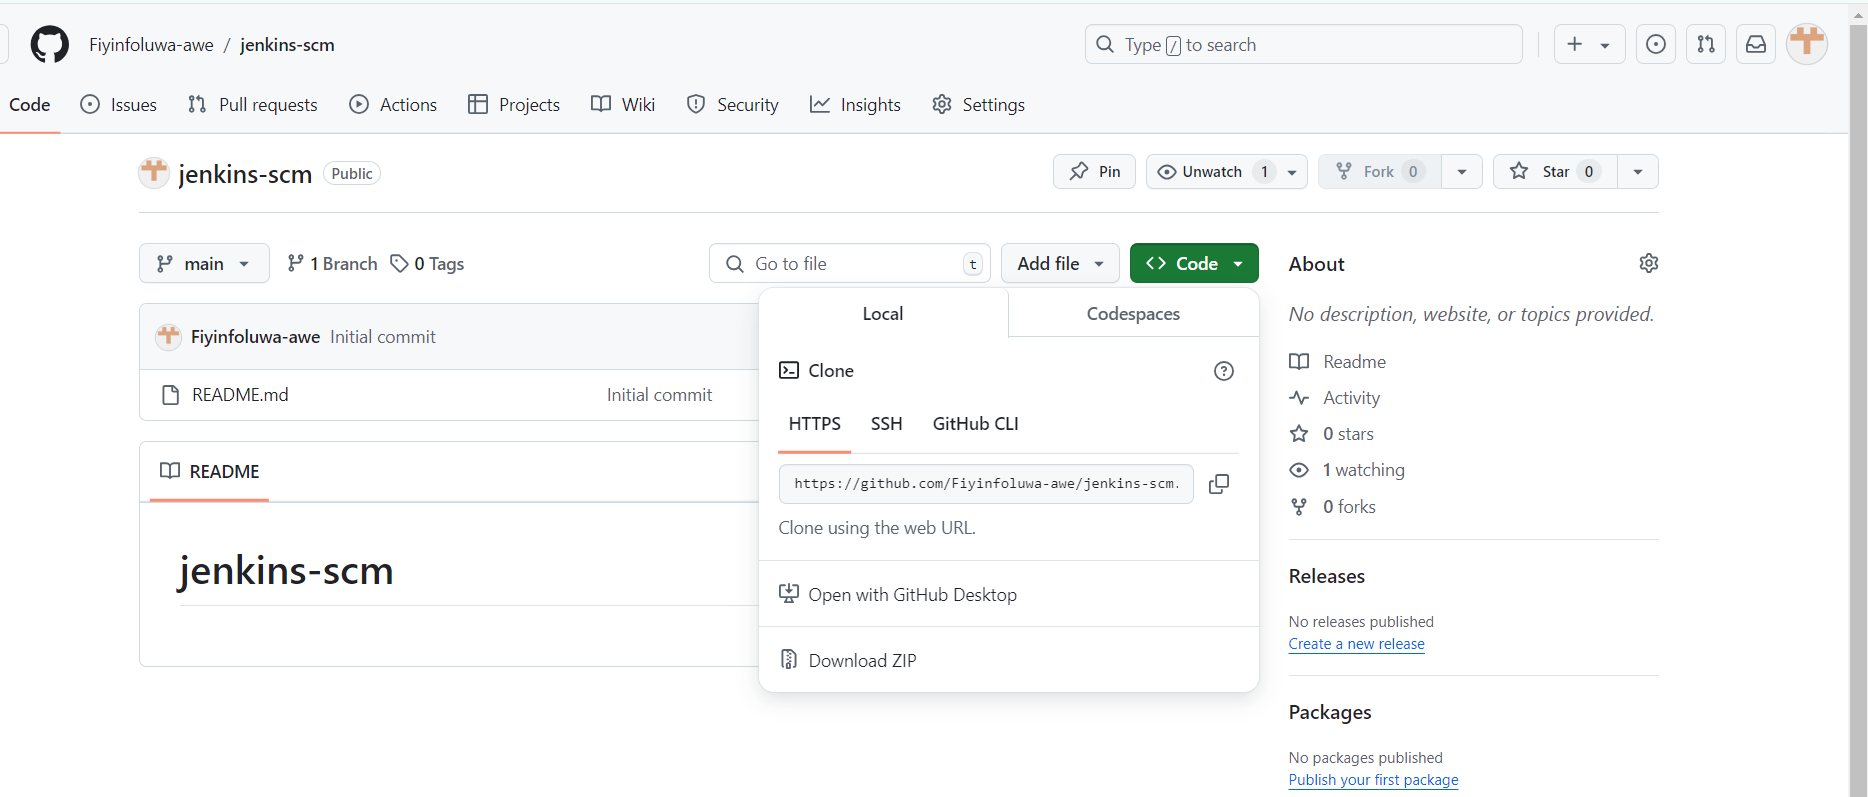 Fiyinfoluwa-awe / jenkins-scm
Type / to search
Code Issues Pull requests Actions Projects Wiki Security Insights Settings
jenkins-scm Public
Pin Unwatch 1 Fork 0 Star 0
main 1 Branch 0 Tags
Go to file t Add file Code
Fiyinfoluwa-awe Initial commit
README.md Initial commit
README
jenkins-scm
Local Codespaces
Clone
HTTPS SSH GitHub CLI
https://github.com/Fiyinfoluwa-awe/jenkins-scm.
Clone using the web URL.
Open with GitHub Desktop
Download ZIP
About
No description, website, or topics provided.
Readme
Activity
0 stars
1 watching
0 forks
Releases
No releases published
Create a new release
Packages
No packages published
Publish your first package